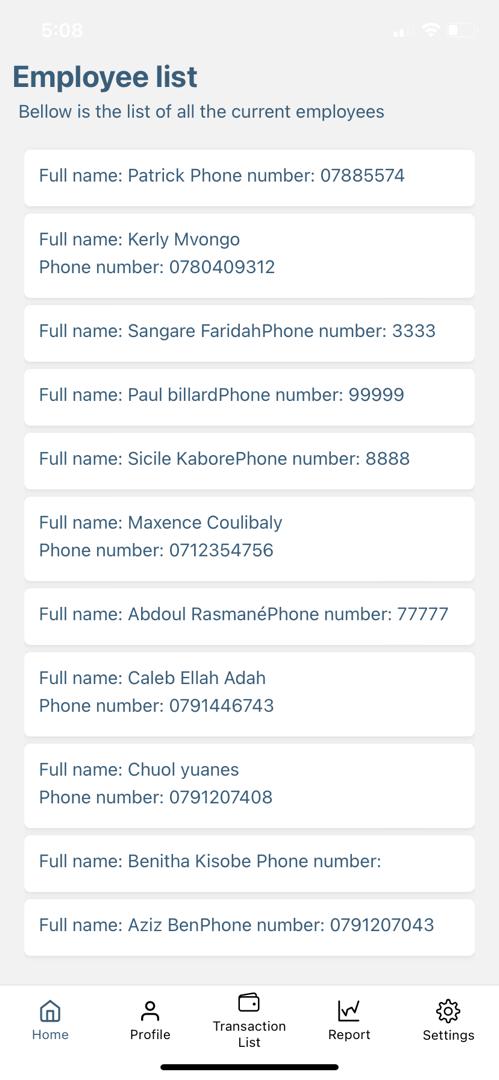 5:08
Employee list
Bellow is the list of all the current employees
Full name: Patrick Phone number: 07885574
Full name: Kerly Mvongo
Phone number: 0780409312
Full name: Sangare FaridahPhone number: 3333
Full name: Paul billardPhone number: 99999
Full name: Sicile KaborePhone number: 8888
Full name: Maxence Coulibaly
Phone number: 0712354756
Full name: Abdoul RasmanéPhone number: 77777
Full name: Caleb Ellah Adah
Phone number: 0791446743
Full name: Chuol yuanes
Phone number: 0791207408
Full name: Benitha Kisobe Phone number:
Full name: Aziz BenPhone number: 0791207043
Home
Profile
Transaction
List
Report
Settings